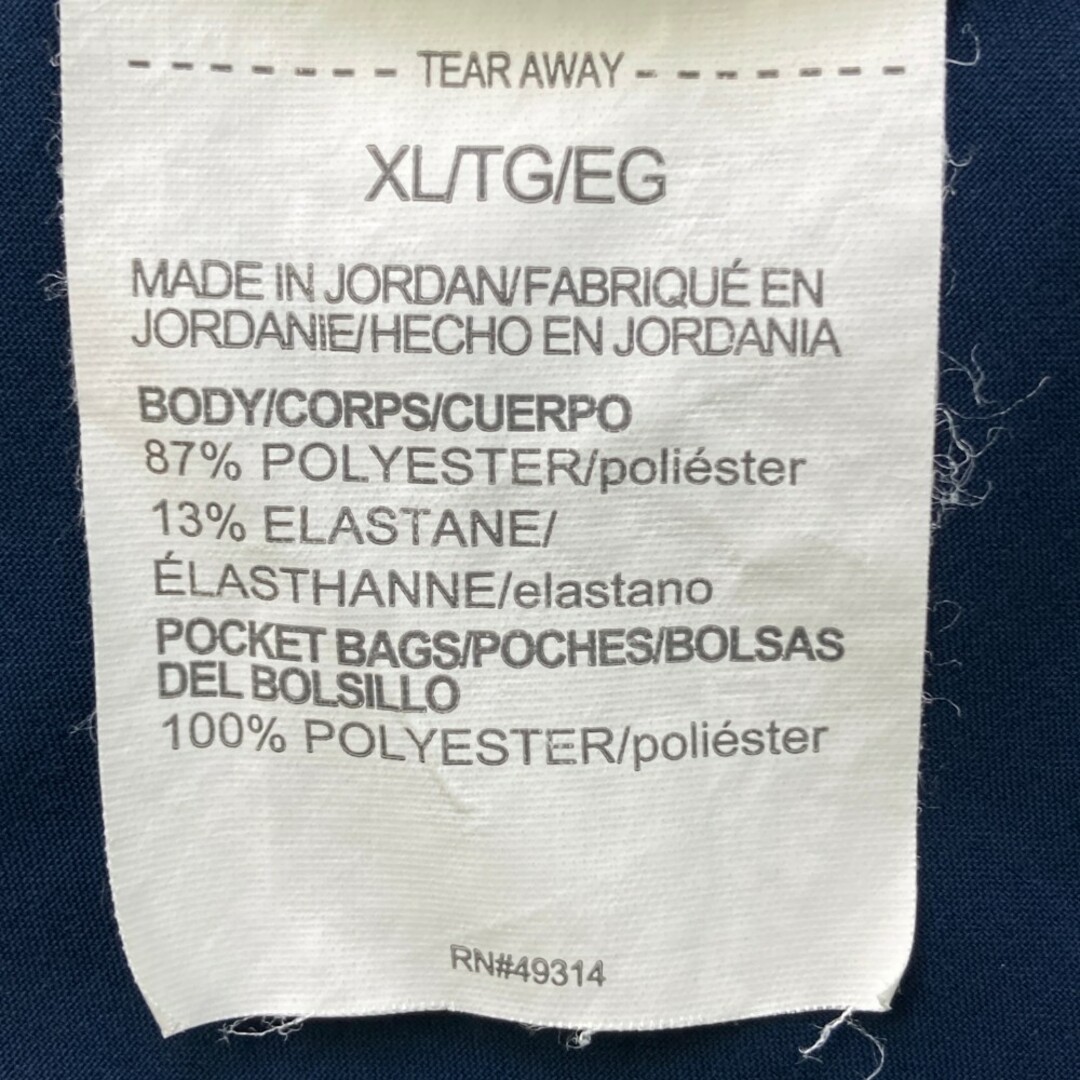 TEAR AWAY
XL/TG/EG
MADE IN JORDAN/FABRIQUÉ EN
JORDANIE/HECHO EN JORDANIA
BODY/CORPS/CUERPO
87% POLYESTER/poliéster
13% ELASTANE/
ÉLASTHANNE/elastano
POCKET BAGS/POCHES/BOLSAS
DEL BOLSILLO
100% POLYESTER/poliéster
RN#49314